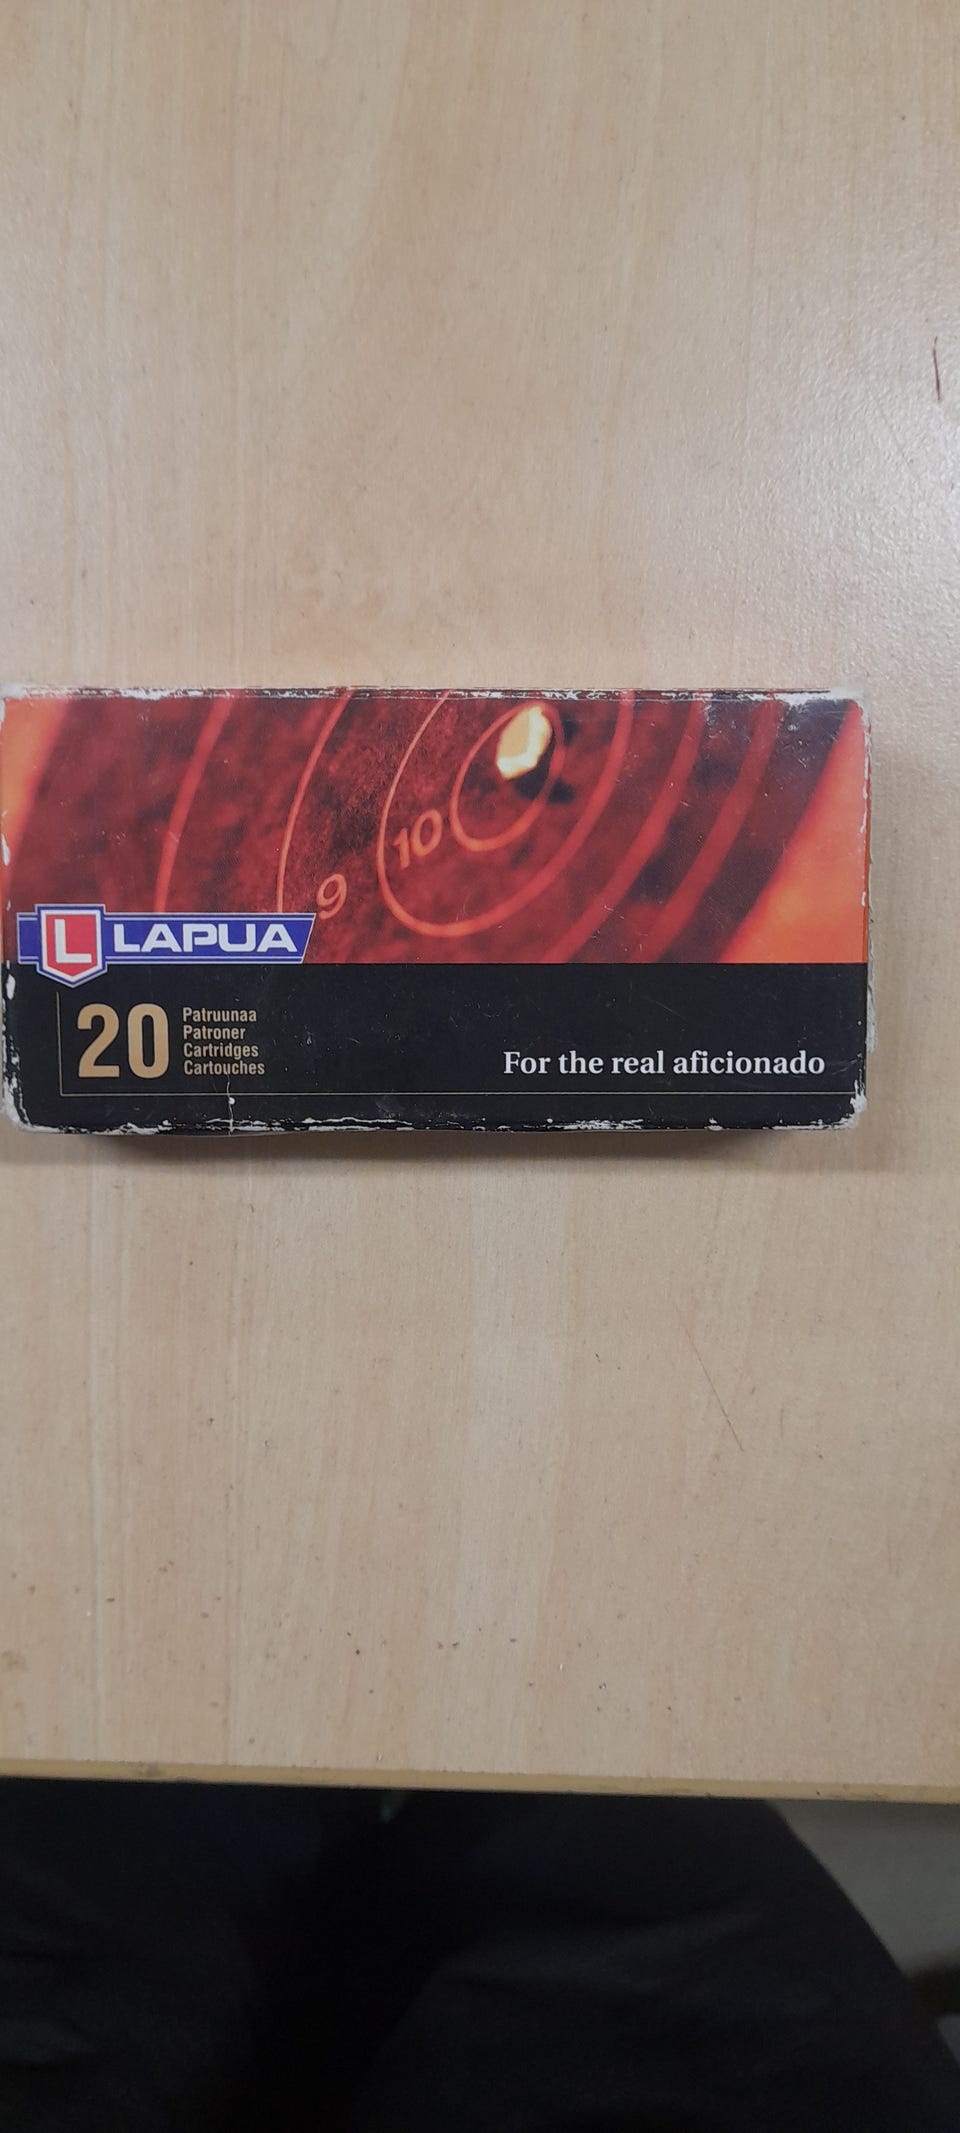 10
9
L LAPUA
20
Patruunaa
Patroner
Cartridges
Cartouches
For the real aficionado